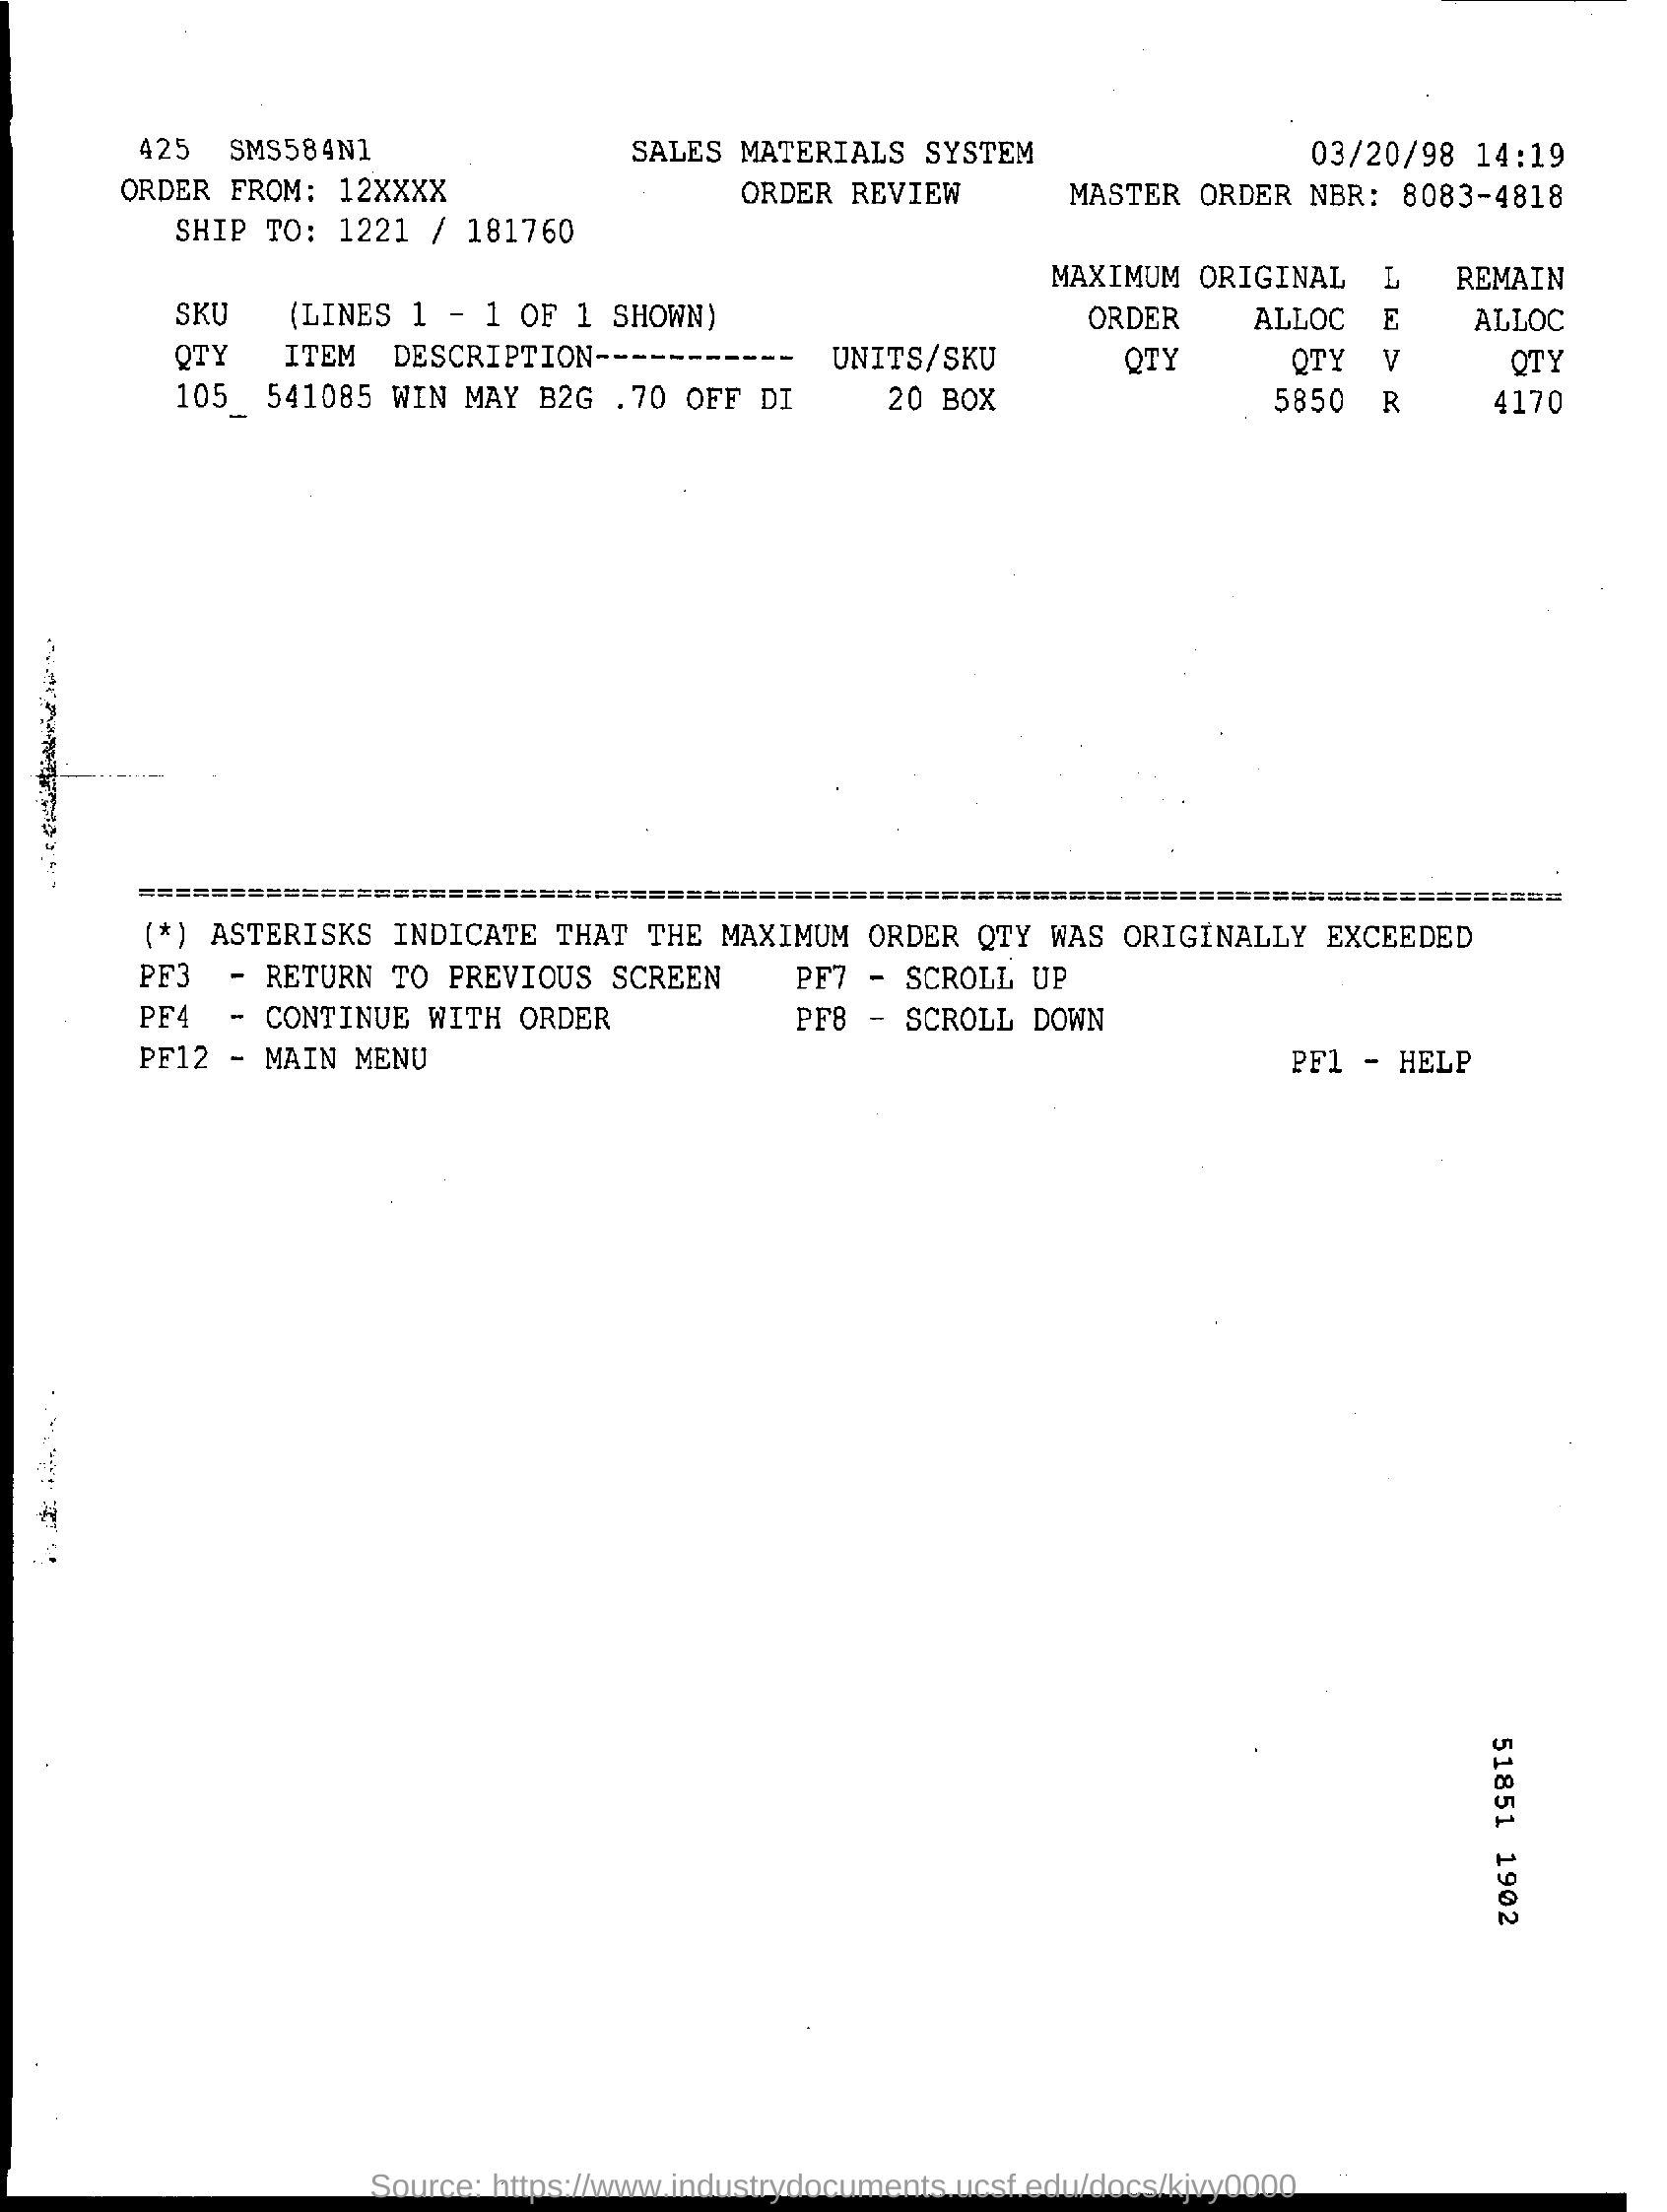 425 SMS584N1 SALES MATERIALS SYSTEM 03/20/98 14:19
ORDER FROM: 12XXXX ORDER REVIEW MASTER ORDER NBR: 8083-4818
SHIP TO: 1221 / 181760
MAXIMUM ORIGINAL L REMAIN
SKU (LINES 1 - 1 OF 1 SHOWN) ORDER ALLOC E ALLOC
QTY ITEM DESCRIPTION----------- UNITS/SKU QTY QTY V QTY
105_ 541085 WIN MAY B2G .70 OFF DI 20 BOX 5850 R 4170
==============================================================================
(*) ASTERISKS INDICATE THAT THE MAXIMUM ORDER QTY WAS ORIGINALLY EXCEEDED
PF3 - RETURN TO PREVIOUS SCREEN PF7 - SCROLL UP
PF4 - CONTINUE WITH ORDER PF8 - SCROLL DOWN
PF12 - MAIN MENU PF1 - HELP
51851 1902
Source: https://www.industrydocuments.ucsf.edu/docs/kjvy0000